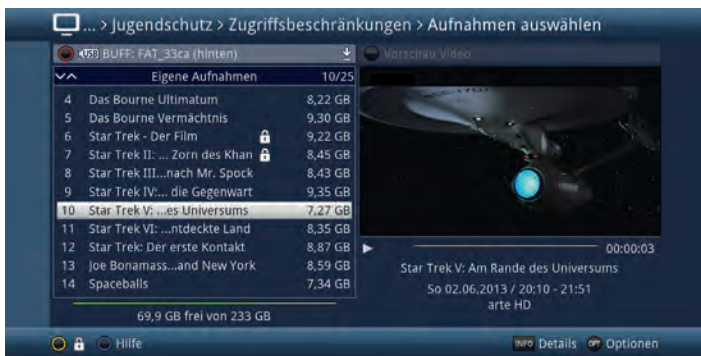 ... > Jugendschutz > Zugriffsbeschränkungen > Aufnahmen auswählen
USB BUFF: FAT_33ca (hinten)
Vorschau Video
Eigene Aufnahmen 10/25
4 Das Bourne Ultimatum 8,22 GB
5 Das Bourne Vermächtnis 9,30 GB
6 Star Trek - Der Film 9,22 GB
7 Star Trek II: ... Zorn des Khan 8,45 GB
8 Star Trek III...nach Mr. Spock 8,43 GB
9 Star Trek IV:... die Gegenwart 9,35 GB
10 Star Trek V: ...es Universums 7,27 GB
11 Star Trek VI: ...ntdeckte Land 8,35 GB
12 Star Trek: Der erste Kontakt 8,87 GB
13 Joe Bonamass...and New York 8,59 GB
14 Spaceballs 7,34 GB
69,9 GB frei von 233 GB
00:00:03
Star Trek V: Am Rande des Universums
So 02.06.2013 / 20:10 - 21:51
arte HD
Hilfe
INFO Details OPT Optionen